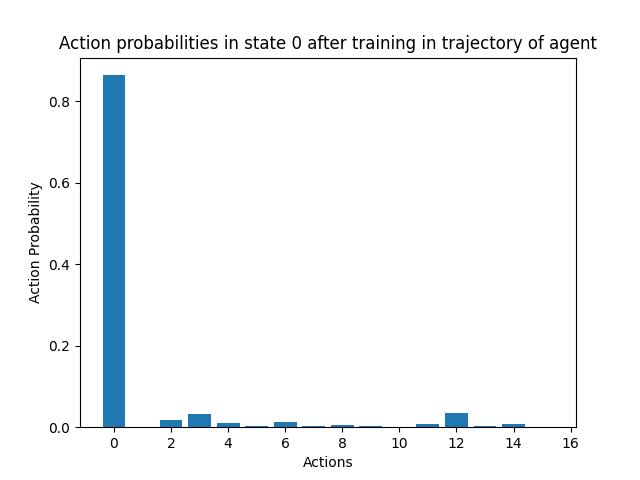 Action probabilities in state 0 after training in trajectory of agent
Action Probability
0.8
0.6
0.4
0.2
0.0
0 2 4 6 8 10 12 14 16
Actions